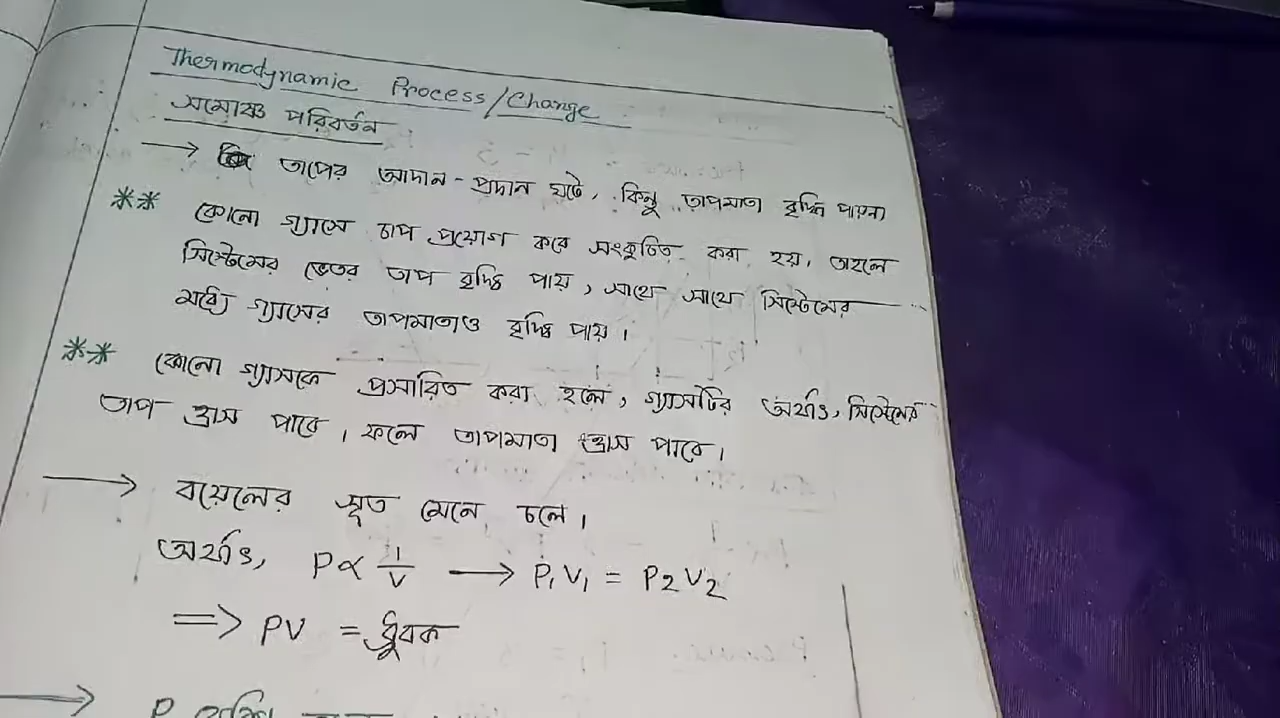 Thermodynamic Process/Change
সমোষ্ণ পরিবর্তন
→ তাপের আদান-প্রদান ঘটে, কিন্তু তাপমাত্রা বৃদ্ধি পায়না
** কোনো গ্যাসে চাপ প্রয়োগ করে সংকুচিত করা হয়, তাহলে
সিস্টেমের ভেতর তাপ বৃদ্ধি পায়, সাথে সাথে সিস্টেমের
মধ্যে গ্যাসের তাপমাত্রাও বৃদ্ধি পায়।
** কোনো গ্যাসকে প্রসারিত করা হলে, গ্যাসটির অর্থাৎ, সিস্টেমের
তাপ হ্রাস পাবে। ফলে তাপমাত্রা হ্রাস পাবে।
→ বয়েলের সূত্র মেনে চলে।
অর্থাৎ, P ∝ 1/V → P₁V₁ = P₂V₂
⇒ PV = ধ্রুবক
→ P